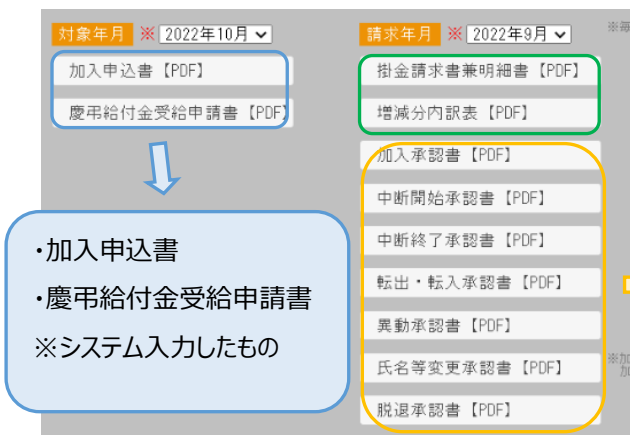 対象年月 ※ 2022年10月
加入申込書【PDF】
慶弔給付金受給申請書【PDF】
・加入申込書
・慶弔給付金受給申請書
※システム入力したもの
請求年月 ※ 2022年9月
掛金請求書兼明細書【PDF】
増減分内訳表【PDF】
加入承認書【PDF】
中断開始承認書【PDF】
中断終了承認書【PDF】
転出・転入承認書【PDF】
異動承認書【PDF】
氏名等変更承認書【PDF】
脱退承認書【PDF】
※毎
※加